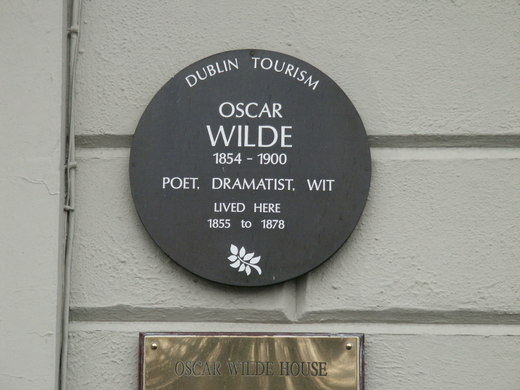 DUBLIN TOURISM
OSCAR
WILDE
1854 - 1900
POET, DRAMATIST, WIT
LIVED HERE
1855 to 1878
OSCAR WILDE HOUSE